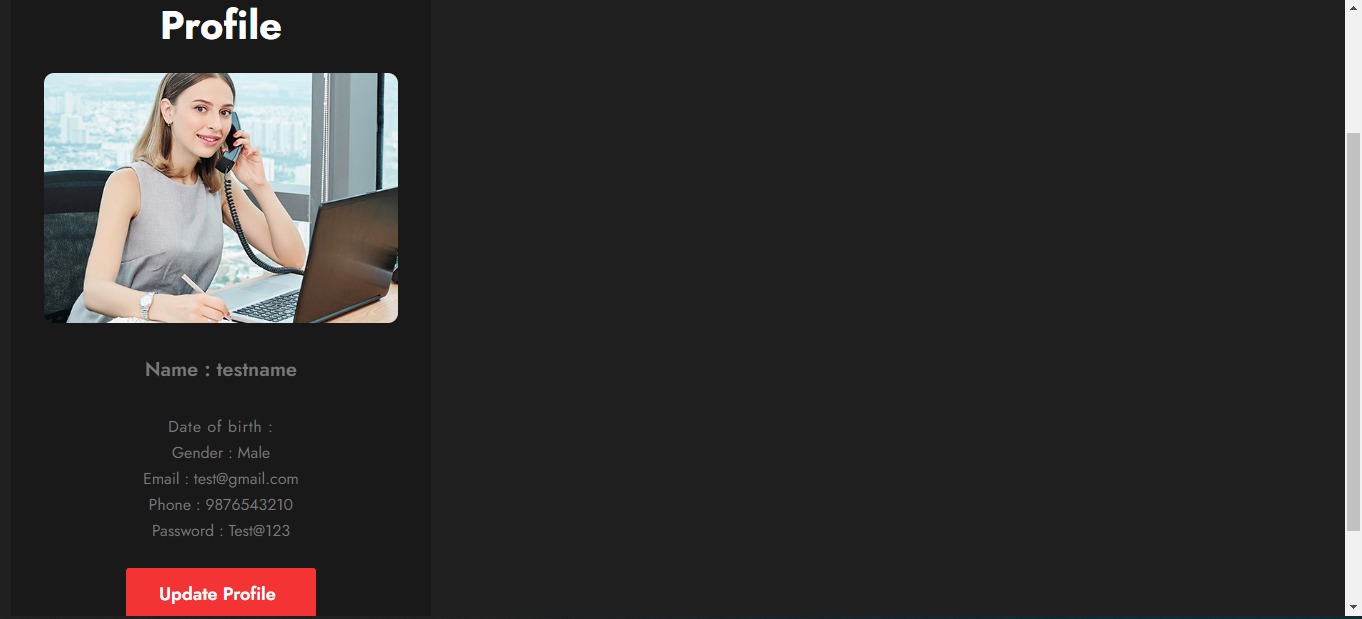 Profile
Name : testname
Date of birth :
Gender : Male
Email : test@gmail.com
Phone : 9876543210
Password : Test@123
Update Profile